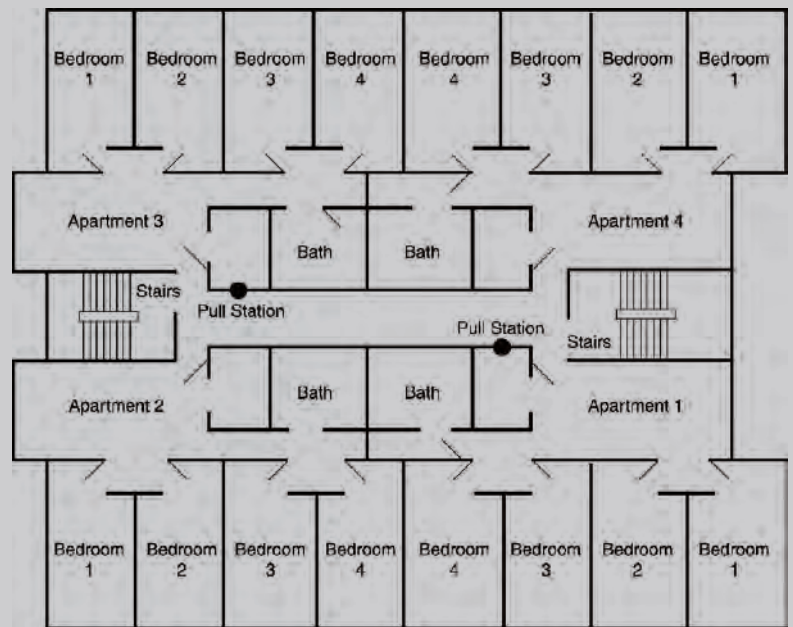 Bedroom 1
Bedroom 2
Bedroom 3
Bedroom 4
Bedroom 4
Bedroom 3
Bedroom 2
Bedroom 1
Apartment 3
Apartment 4
Bath
Bath
Stairs
Pull Station
Pull Station
Stairs
Apartment 2
Bath
Bath
Apartment 1
Bedroom 1
Bedroom 2
Bedroom 3
Bedroom 4
Bedroom 4
Bedroom 3
Bedroom 2
Bedroom 1